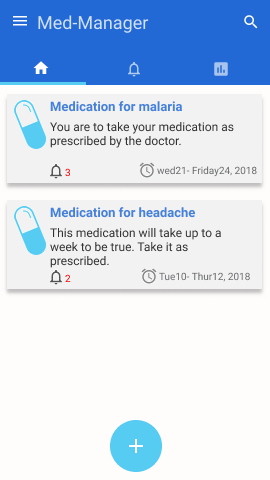 Med-Manager
Medication for malaria
You are to take your medication as
prescribed by the doctor.
3
wed21- Friday24, 2018
Medication for headache
This medication will take up to a
week to be true. Take it as
prescribed.
2
Tue10- Thur12, 2018